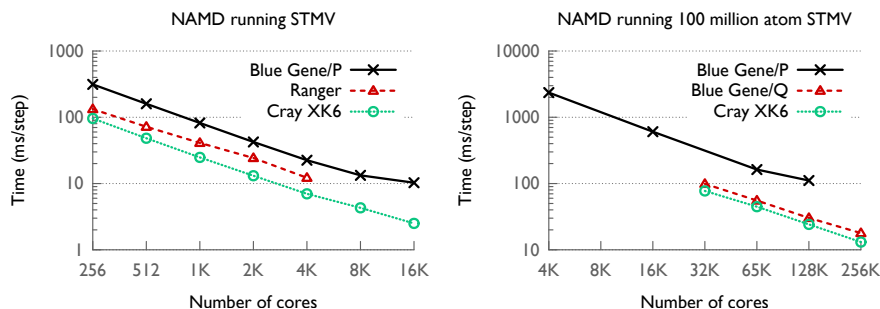 NAMD running STMV
1000
100
10
1
Time (ms/step)
Blue Gene/P
Ranger
Cray XK6
256 512 1K 2K 4K 8K 16K
Number of cores
NAMD running 100 million atom STMV
10000
1000
100
10
Time (ms/step)
Blue Gene/P
Blue Gene/Q
Cray XK6
4K 8K 16K 32K 65K 128K 256K
Number of cores